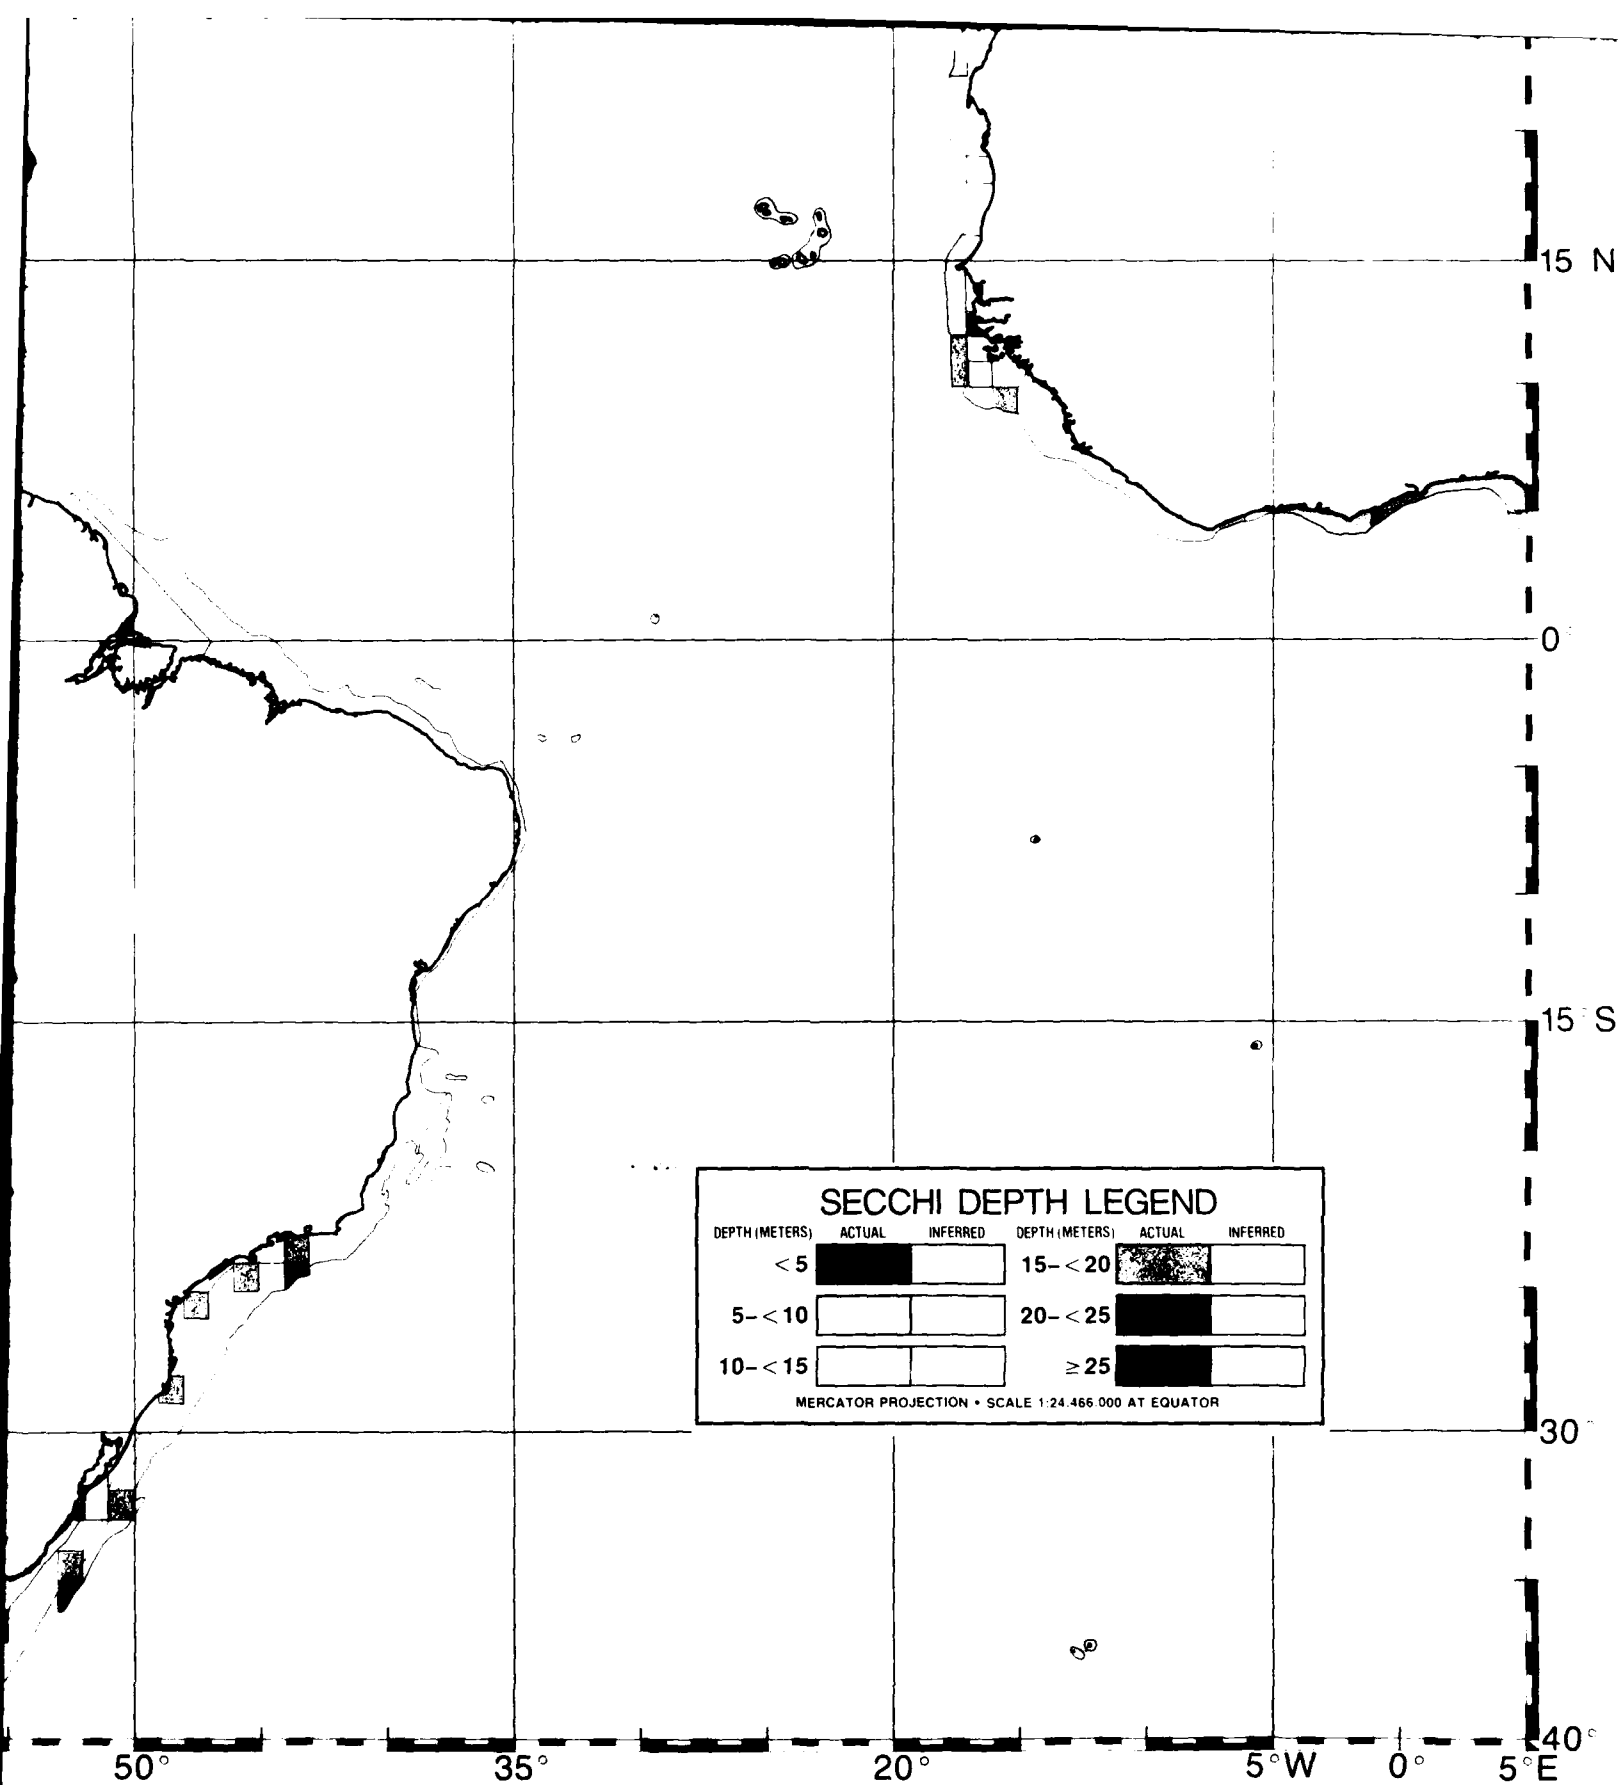 15 N
0°
15° S
SECCHI DEPTH LEGEND
DEPTH (METERS) ACTUAL INFERRED DEPTH (METERS) ACTUAL INFERRED
<5 15-<20
5-<10 20-<25
10-<15 ≥25
MERCATOR PROJECTION • SCALE 1:24.466.000 AT EQUATOR
30°
40°
50° 35° 20° 5°W 0° 5°E